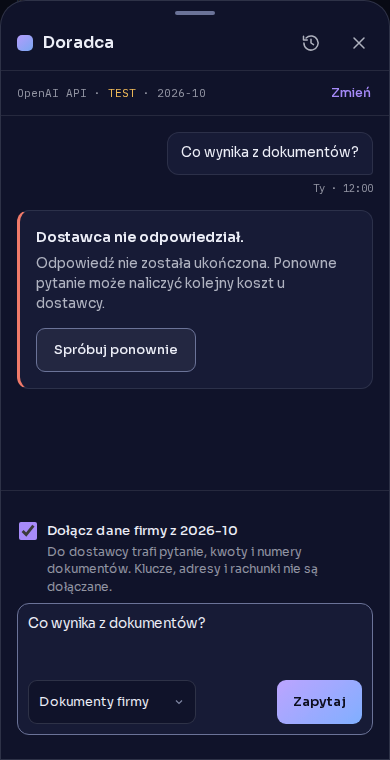 Doradca
OpenAI API · TEST · 2026-10
Zmień
Co wynika z dokumentów?
Ty · 12:00
Dostawca nie odpowiedział.
Odpowiedź nie została ukończona. Ponowne
pytanie może naliczyć kolejny koszt u
dostawcy.
Spróbuj ponownie
Dołącz dane firmy z 2026-10
Do dostawcy trafi pytanie, kwoty i numery
dokumentów. Klucze, adresy i rachunki nie są
dołączane.
Co wynika z dokumentów?
Dokumenty firmy
Zapytaj